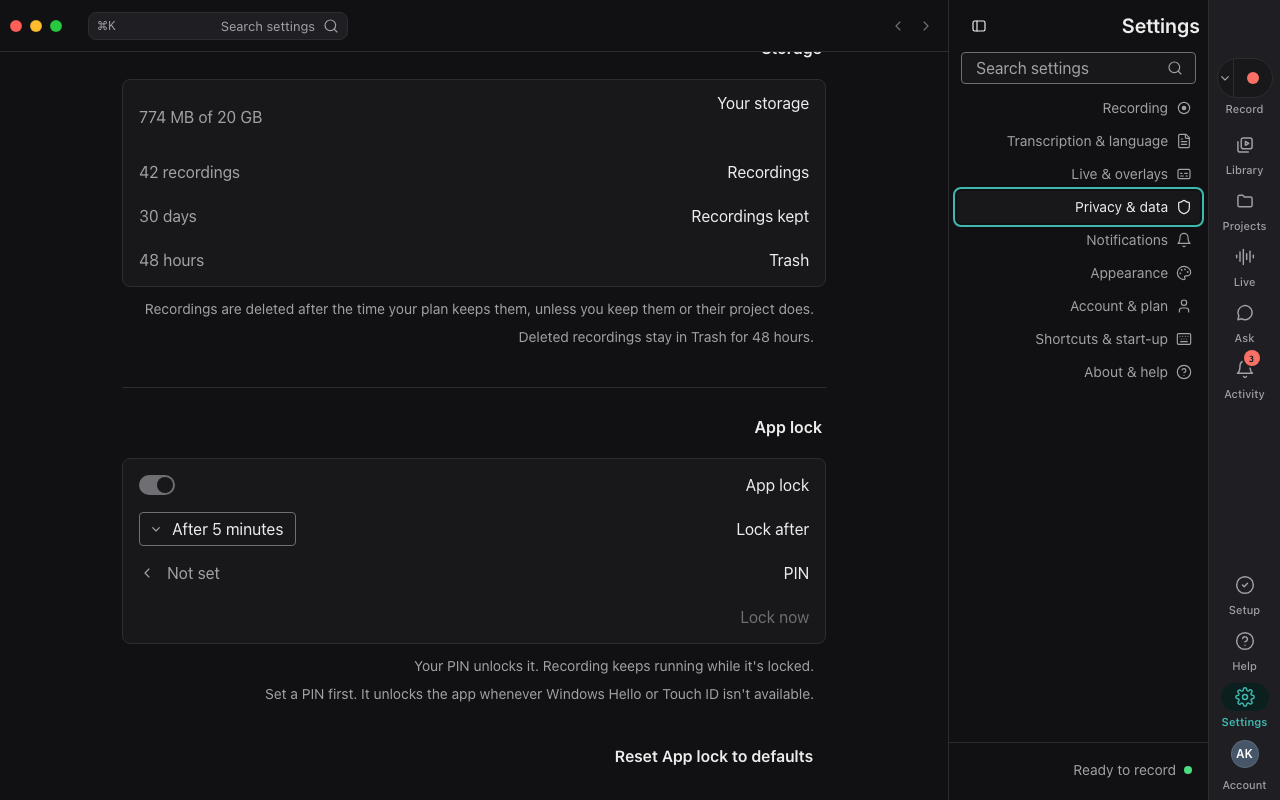 ⌘K
Search settings
Storage
Your storage
774 MB of 20 GB
Recordings
42 recordings
Recordings kept
30 days
Trash
48 hours
Recordings are deleted after the time your plan keeps them, unless you keep them or their project does.
Deleted recordings stay in Trash for 48 hours.
App lock
App lock
Lock after
After 5 minutes
PIN
Not set
Lock now
Your PIN unlocks it. Recording keeps running while it's locked.
Set a PIN first. It unlocks the app whenever Windows Hello or Touch ID isn't available.
Reset App lock to defaults
Settings
Search settings
Recording
Transcription & language
Live & overlays
Privacy & data
Notifications
Appearance
Account & plan
Shortcuts & start-up
About & help
Ready to record
Record
Library
Projects
Live
Ask
3
Activity
Setup
Help
Settings
AK
Account